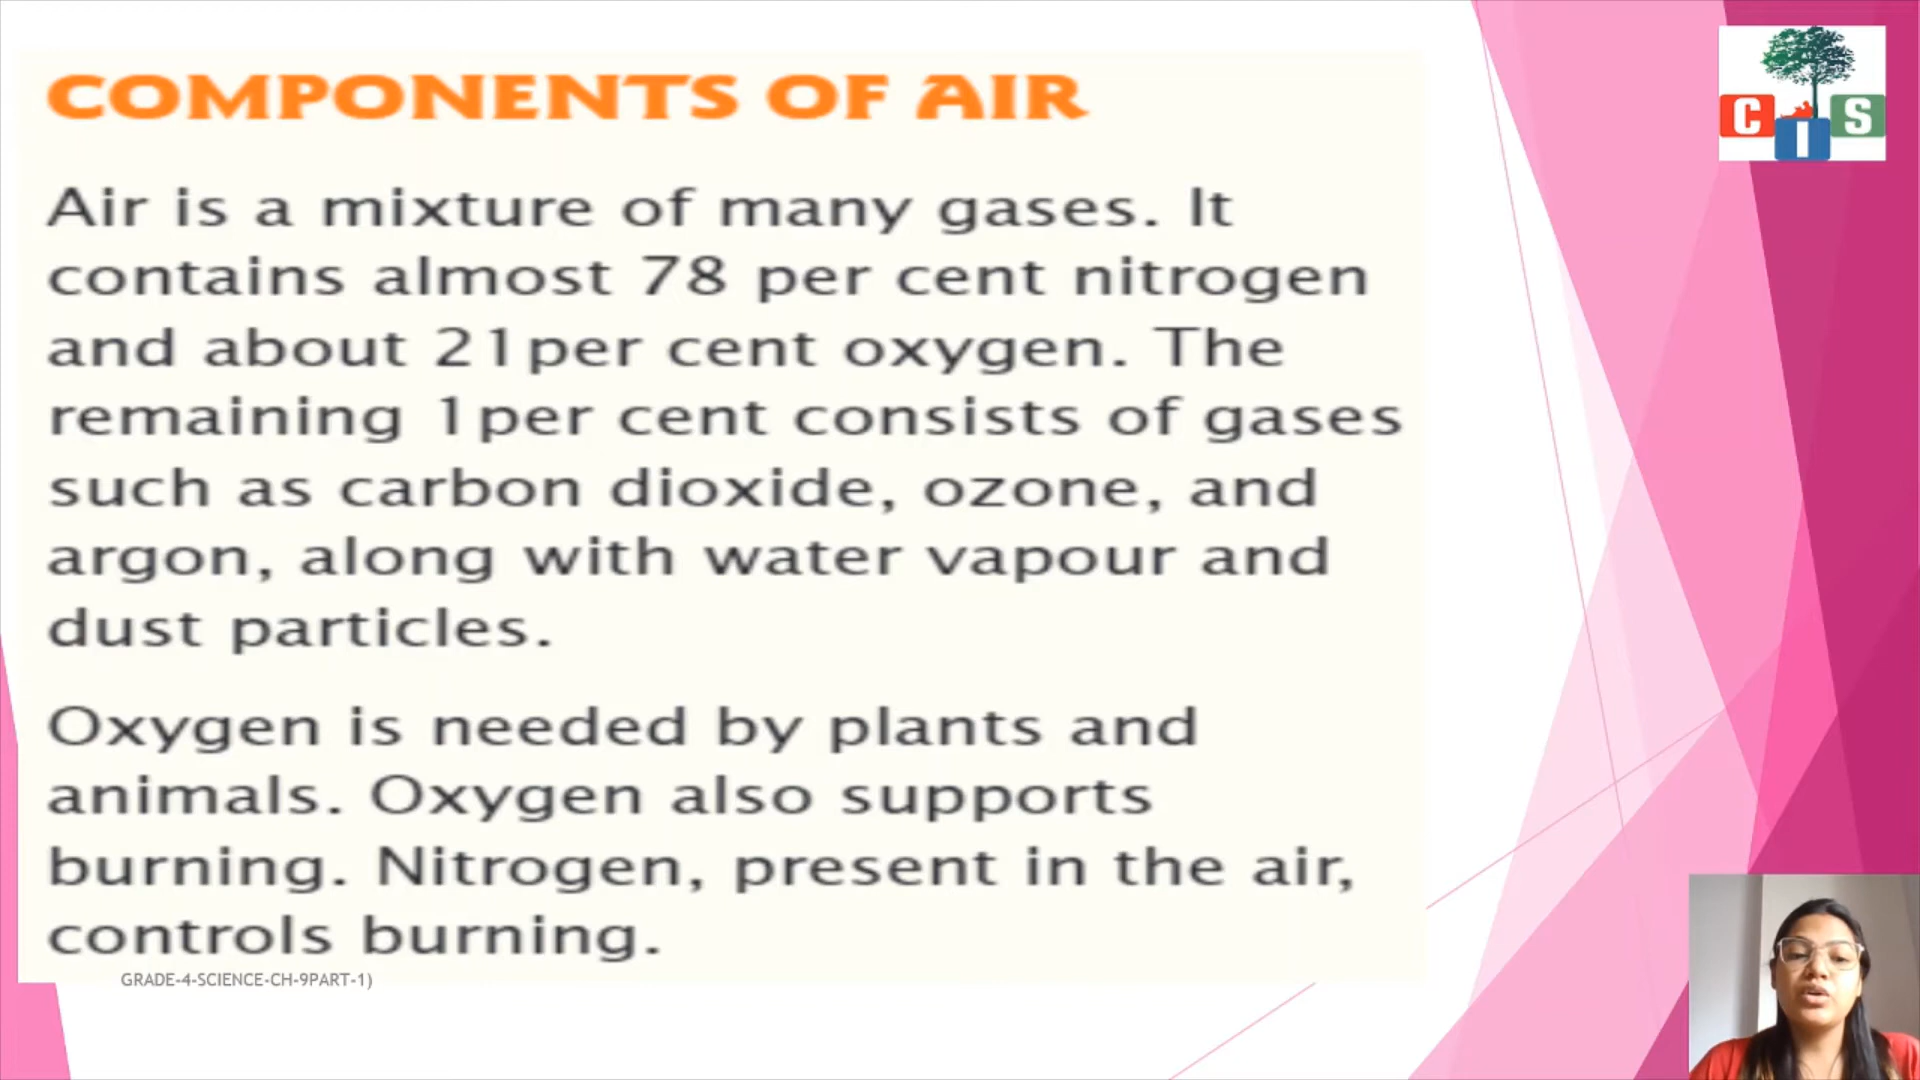 COMPONENTS OF AIR
Air is a mixture of many gases. It
contains almost 78 per cent nitrogen
and about 21per cent oxygen. The
remaining 1per cent consists of gases
such as carbon dioxide, ozone, and
argon, along with water vapour and
dust particles.
Oxygen is needed by plants and
animals. Oxygen also supports
burning. Nitrogen, present in the air,
controls burning.
GRADE-4-SCIENCE-CH-9PART-1)
C I S